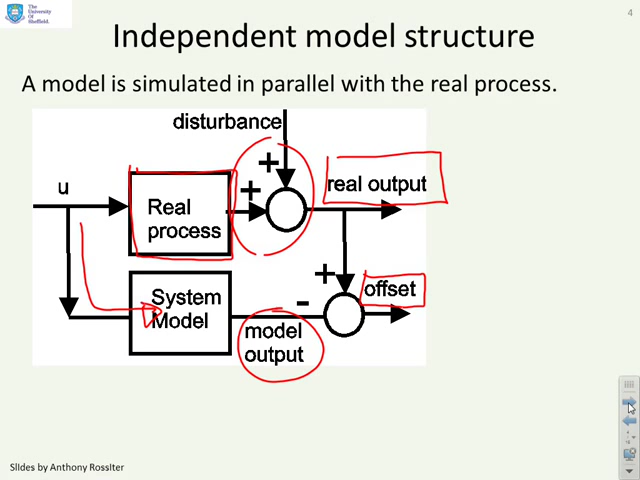 The
University
Of
Sheffield.
4
Independent model structure
A model is simulated in parallel with the real process.
disturbance
u
+
+
real output
Real
process
+
-
offset
System
Model
model
output
Slides by Anthony Rossiter